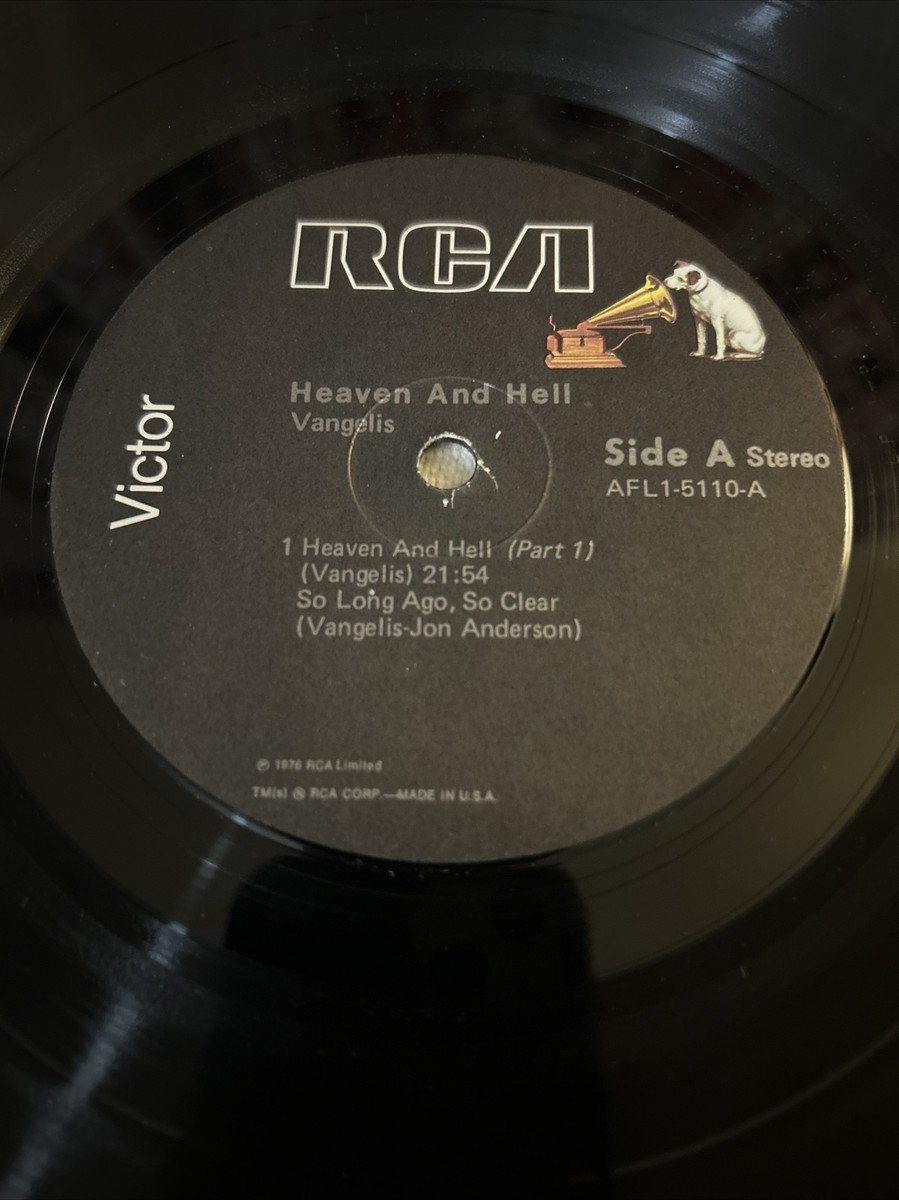 RCA
Victor
Heaven And Hell
Vangelis
Side A Stereo
AFL1-5110-A
1 Heaven And Hell (Part 1)
(Vangelis) 21:54
So Long Ago, So Clear
(Vangelis-Jon Anderson)
℗ 1976 RCA Limited
TM(s) ® RCA CORP.—MADE IN U.S.A.